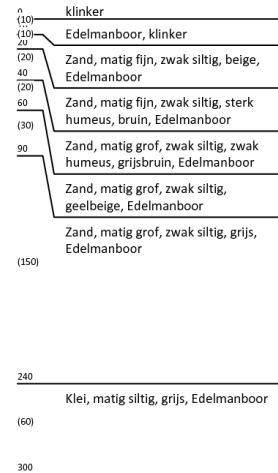 0
klinker
(10)
Edelmanboor, klinker
(10)
20
Zand, matig fijn, zwak siltig, beige,
Edelmanboor
(20)
40
Zand, matig fijn, zwak siltig, sterk
humeus, bruin, Edelmanboor
(20)
60
(30)
Zand, matig grof, zwak siltig, zwak
humeus, grijsbruin, Edelmanboor
90
Zand, matig grof, zwak siltig,
geelbeige, Edelmanboor
Zand, matig grof, zwak siltig, grijs,
Edelmanboor
(150)
240
Klei, matig siltig, grijs, Edelmanboor
(60)
300